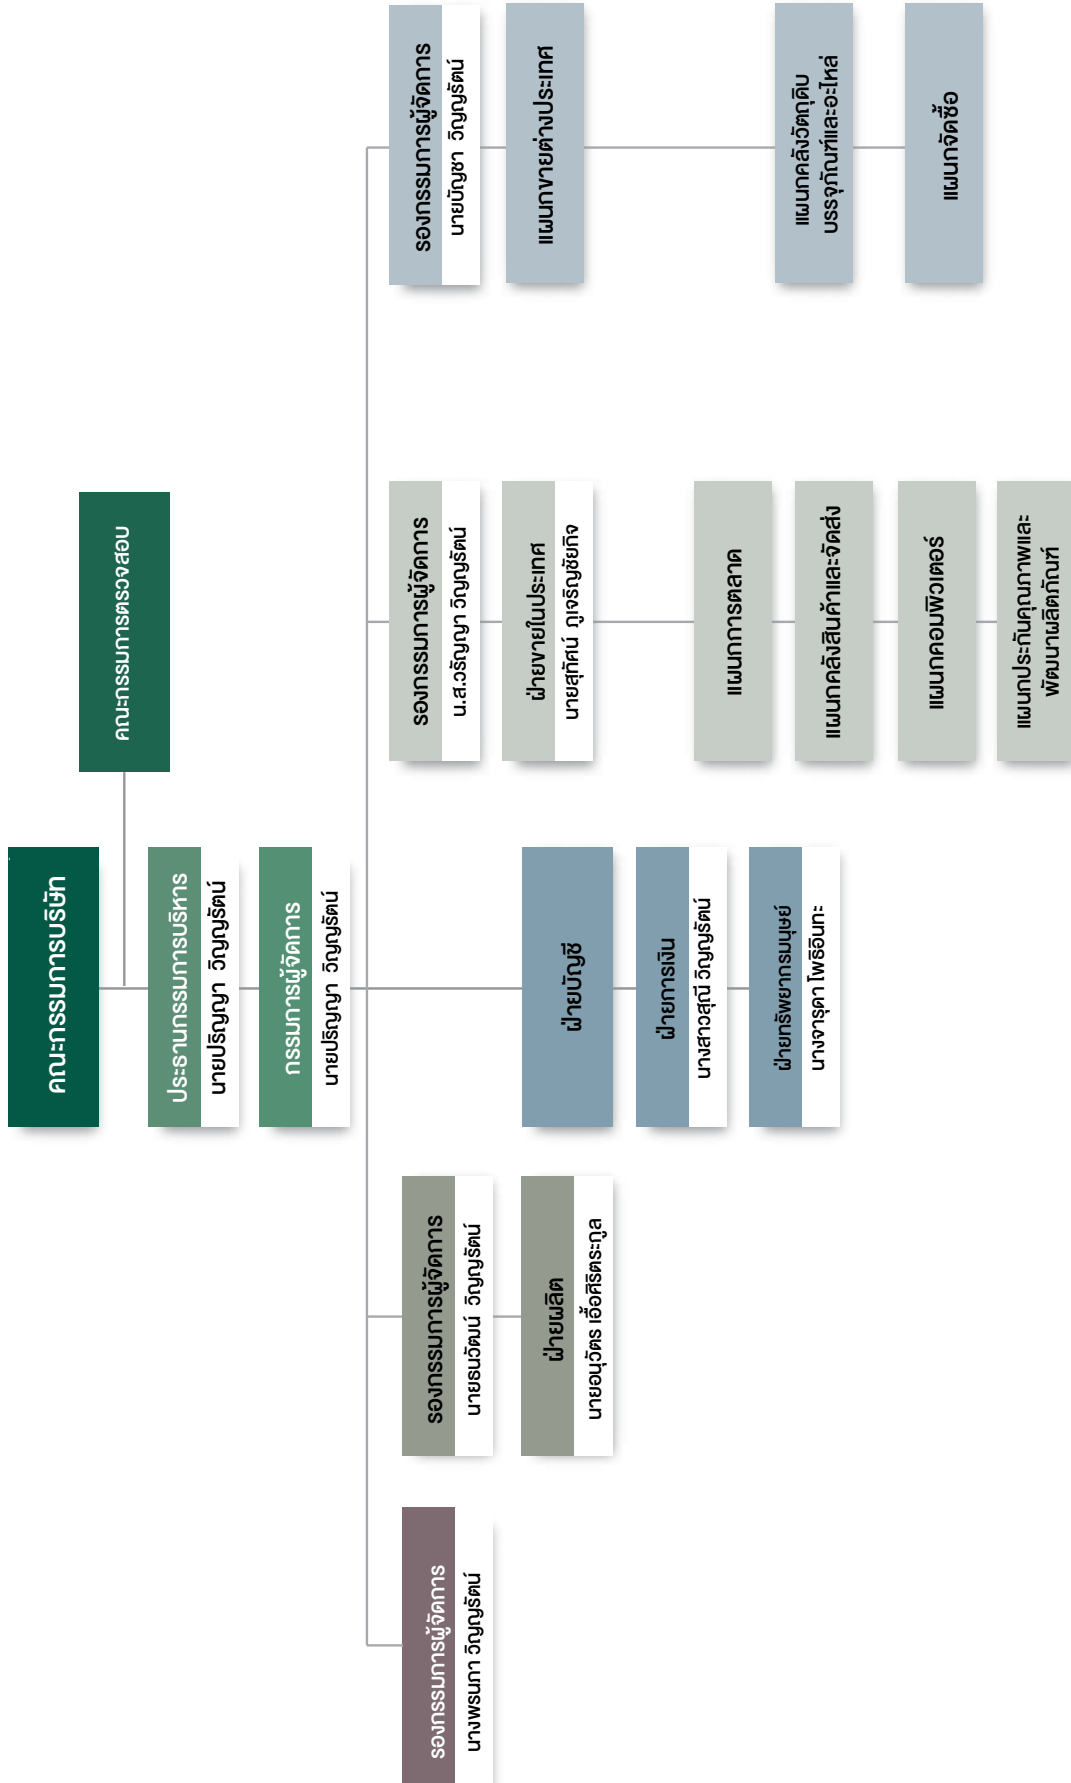 คณะกรรมการบริษัท
คณะกรรมการตรวจสอบ
ประธานกรรมการบริหาร
นายปริญญา วิญญรัตน์
กรรมการผู้จัดการ
นายปริญญา วิญญรัตน์
รองกรรมการผู้จัดการ
นางพรนภา วิญญรัตน์
รองกรรมการผู้จัดการ
นายธนวัฒน์ วิญญรัตน์
ฝ่ายผลิต
นายอนุวัตร เอื้อศิริตระกูล
ฝ่ายบัญชี
ฝ่ายการเงิน
นางสาวสุณี วิญญรัตน์
ฝ่ายทรัพยากรมนุษย์
นางจารุดา โพธิอินทะ
รองกรรมการผู้จัดการ
น.ส.วรัญญา วิญญรัตน์
ฝ่ายขายในประเทศ
นายสุทัศน์ ภูเจริญชัยกิจ
แผนกการตลาด
แผนกคลังสินค้าและจัดส่ง
แผนกคอมพิวเตอร์
แผนกประกันคุณภาพและ
พัฒนาผลิตภัณฑ์
รองกรรมการผู้จัดการ
นายบัญชา วิญญรัตน์
แผนกขายต่างประเทศ
แผนกคลังวัตถุดิบ
บรรจุภัณฑ์และอะไหล่
แผนกจัดซื้อ